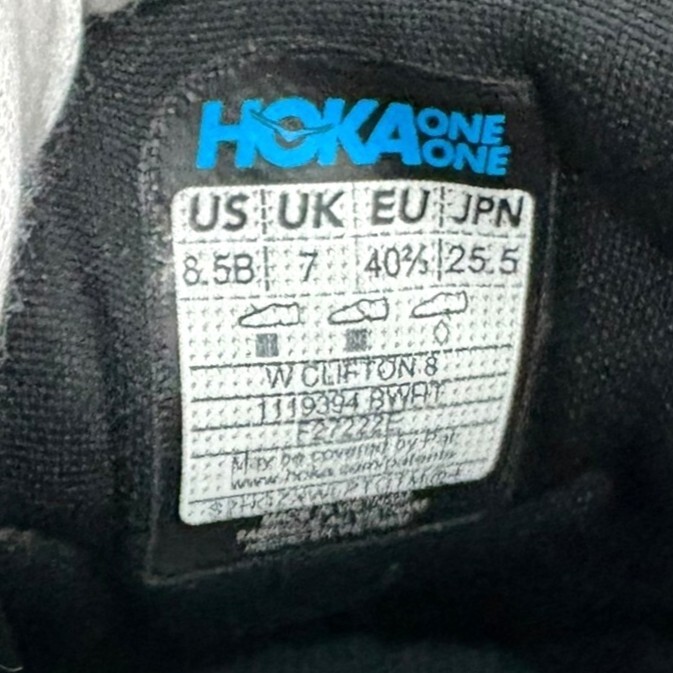 HOKA ONE ONE
US UK EU JPN
8.5B 7 40⅔ 25.5
W CLIFTON 8
1119394 BWHT
F27222F
May be covered by pat.
www.hoka.com/patents